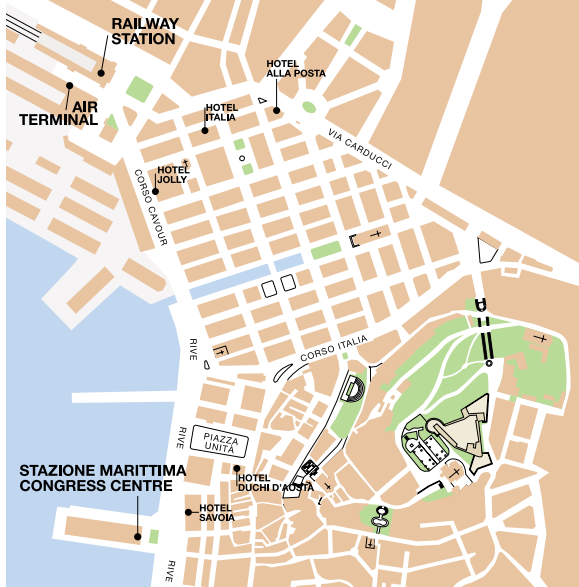 RAILWAY
STATION
AIR
TERMINAL
HOTEL
ALLA POSTA
HOTEL
ITALIA
VIA CARDUCCI
HOTEL
JOLLY
CORSO CAVOUR
RIVE
CORSO ITALIA
RIVE
PIAZZA
UNITÀ
STAZIONE MARITTIMA
CONGRESS CENTRE
HOTEL
DUCHI D'AOSTA
HOTEL
SAVOIA
RIVE